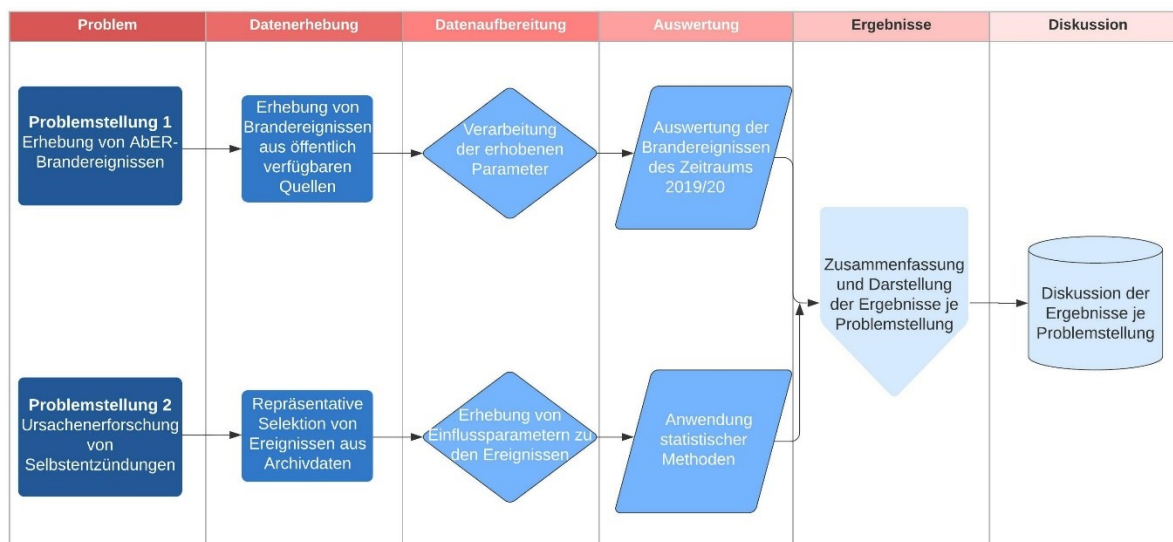 Problem
Datenerhebung
Datenaufbereitung
Auswertung
Ergebnisse
Diskussion
Problemstellung 1
Erhebung von AbER-
Brandereignissen
Erhebung von
Brandereignissen
aus öffentlich
verfügbaren
Quellen
Verarbeitung
der erhobenen
Parameter
Auswertung der
Brandereignissen
des Zeitraums
2019/20
Problemstellung 2
Ursachenerforschung
von
Selbstentzündungen
Repräsentative
Selektion von
Ereignissen aus
Archivdaten
Erhebung von
Einflussparametern zu
den Ereignissen
Anwendung
statistischer
Methoden
Zusammenfassung
und Darstellung
der Ergebnisse je
Problemstellung
Diskussion der
Ergebnisse je
Problemstellung